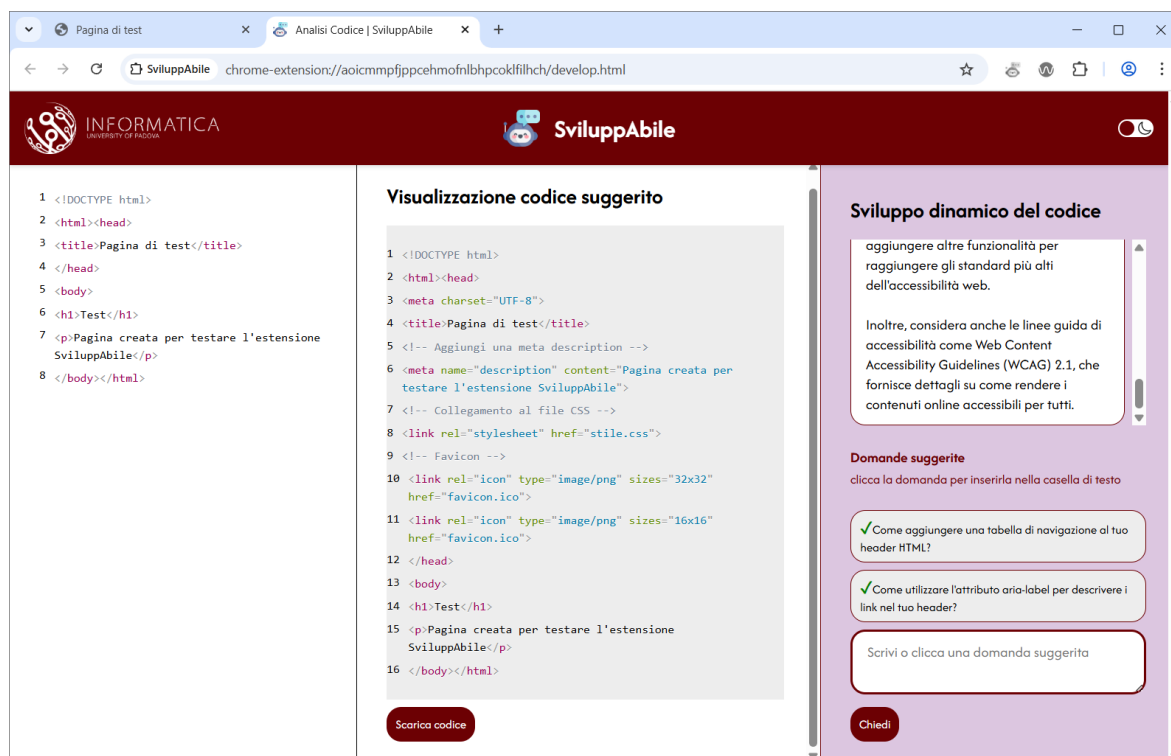 Pagina di test
Analisi Codice | SviluppAbile
SviluppAbile
chrome-extension://aoicmmpfjppcehmofnlbhpcoklfilhch/develop.html
INFORMATICA
UNIVERSITY OF PADOVA
SviluppAbile
1 <!DOCTYPE html>
2 <html><head>
3 <title>Pagina di test</title>
4 </head>
5 <body>
6 <h1>Test</h1>
7 <p>Pagina creata per testare l'estensione
SviluppAbile</p>
8 </body></html>
Visualizzazione codice suggerito
1 <!DOCTYPE html>
2 <html><head>
3 <meta charset="UTF-8">
4 <title>Pagina di test</title>
5 <!-- Aggiungi una meta description -->
6 <meta name="description" content="Pagina creata per
testare l'estensione SviluppAbile">
7 <!-- Collegamento al file CSS -->
8 <link rel="stylesheet" href="stile.css">
9 <!-- Favicon -->
10 <link rel="icon" type="image/png" sizes="32x32"
href="favicon.ico">
11 <link rel="icon" type="image/png" sizes="16x16"
href="favicon.ico">
12 </head>
13 <body>
14 <h1>Test</h1>
15 <p>Pagina creata per testare l'estensione
SviluppAbile</p>
16 </body></html>
Scarica codice
Sviluppo dinamico del codice
aggiungere altre funzionalità per
raggiungere gli standard più alti
dell'accessibilità web.
Inoltre, considera anche le linee guida di
accessibilità come Web Content
Accessibility Guidelines (WCAG) 2.1, che
fornisce dettagli su come rendere i
contenuti online accessibili per tutti.
Domande suggerite
clicca la domanda per inserirla nella casella di testo
✓Come aggiungere una tabella di navigazione al tuo
header HTML?
✓Come utilizzare l'attributo aria-label per descrivere i
link nel tuo header?
Scrivi o clicca una domanda suggerita
Chiedi